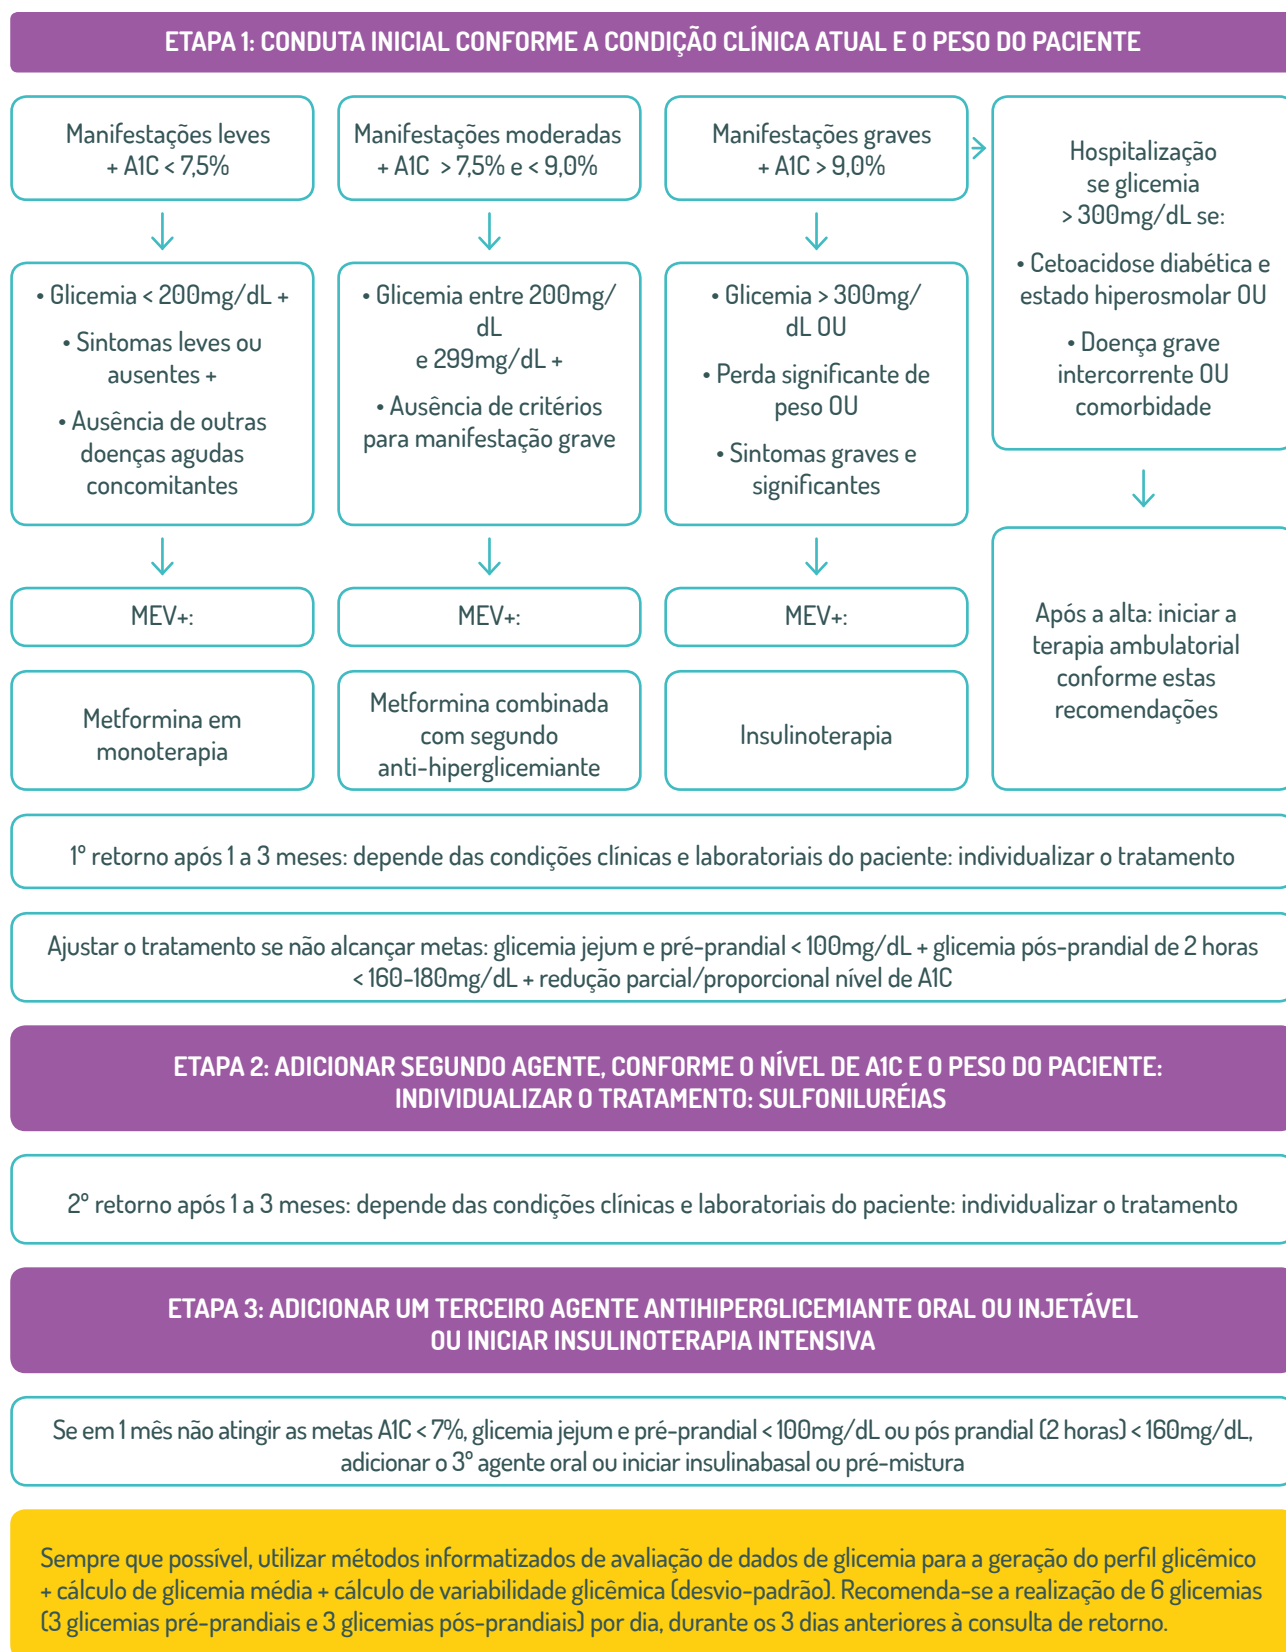 ETAPA 1: CONDUTA INICIAL CONFORME A CONDIÇÃO CLÍNICA ATUAL E O PESO DO PACIENTE
Manifestações leves
+ A1C < 7,5%
Manifestações moderadas
+ A1C > 7,5% e < 9,0%
Manifestações graves
+ A1C > 9,0%
Hospitalização
se glicemia
> 300mg/dL se:
• Cetoacidose diabética e
estado hiperosmolar OU
• Doença grave
intercorrente OU
comorbidade
• Glicemia < 200mg/dL +
• Sintomas leves ou
ausentes +
• Ausência de outras
doenças agudas
concomitantes
• Glicemia entre 200mg/
dL
e 299mg/dL +
• Ausência de critérios
para manifestação grave
• Glicemia > 300mg/
dL OU
• Perda significante de
peso OU
• Sintomas graves e
significantes
MEV+:
MEV+:
MEV+:
Após a alta: iniciar a
terapia ambulatorial
conforme estas
recomendações
Metformina em
monoterapia
Metformina combinada
com segundo
anti-hiperglicemiante
Insulinoterapia
1º retorno após 1 a 3 meses: depende das condições clínicas e laboratoriais do paciente: individualizar o tratamento
Ajustar o tratamento se não alcançar metas: glicemia jejum e pré-prandial < 100mg/dL + glicemia pós-prandial de 2 horas
< 160-180mg/dL + redução parcial/proporcional nível de A1C
ETAPA 2: ADICIONAR SEGUNDO AGENTE, CONFORME O NÍVEL DE A1C E O PESO DO PACIENTE:
INDIVIDUALIZAR O TRATAMENTO: SULFONILURÉIAS
2º retorno após 1 a 3 meses: depende das condições clínicas e laboratoriais do paciente: individualizar o tratamento
ETAPA 3: ADICIONAR UM TERCEIRO AGENTE ANTIHIPERGLICEMIANTE ORAL OU INJETÁVEL
OU INICIAR INSULINOTERAPIA INTENSIVA
Se em 1 mês não atingir as metas A1C < 7%, glicemia jejum e pré-prandial < 100mg/dL ou pós prandial (2 horas) < 160mg/dL,
adicionar o 3º agente oral ou iniciar insulinabasal ou pré-mistura
Sempre que possível, utilizar métodos informatizados de avaliação de dados de glicemia para a geração do perfil glicêmico
+ cálculo de glicemia média + cálculo de variabilidade glicêmica (desvio-padrão). Recomenda-se a realização de 6 glicemias
(3 glicemias pré-prandiais e 3 glicemias pós-prandiais) por dia, durante os 3 dias anteriores à consulta de retorno.